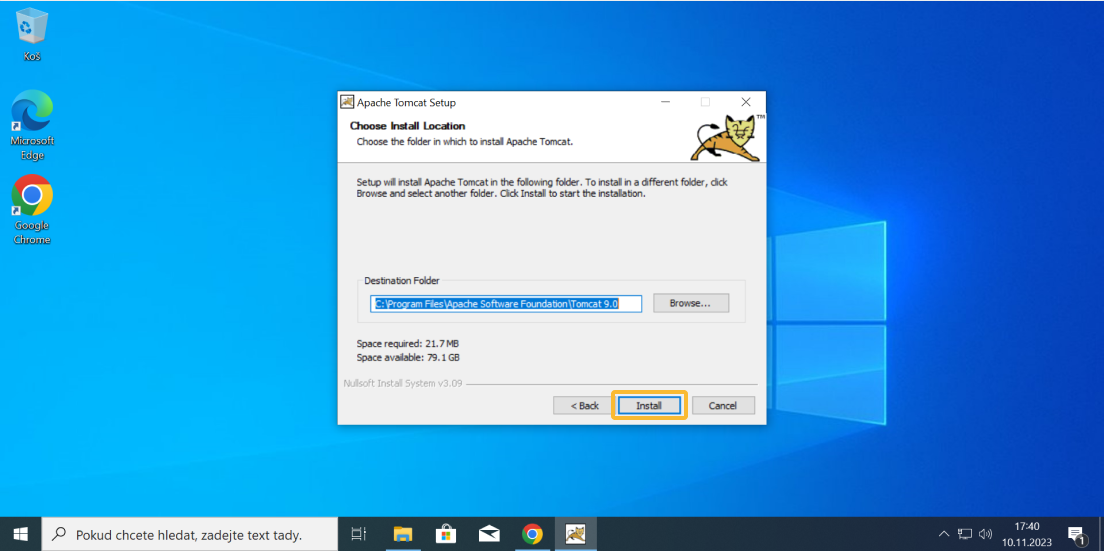 Koš
Microsoft
Edge
Google
Chrome
Apache Tomcat Setup
Choose Install Location
Choose the folder in which to install Apache Tomcat.
TM
Setup will install Apache Tomcat in the following folder. To install in a different folder, click
Browse and select another folder. Click Install to start the installation.
Destination Folder
C:\Program Files\Apache Software Foundation\Tomcat 9.0
Browse...
Space required: 21.7 MB
Space available: 79.1 GB
Nullsoft Install System v3.09
< Back
Install
Cancel
Pokud chcete hledat, zadejte text tady.
17:40
10.11.2023
1